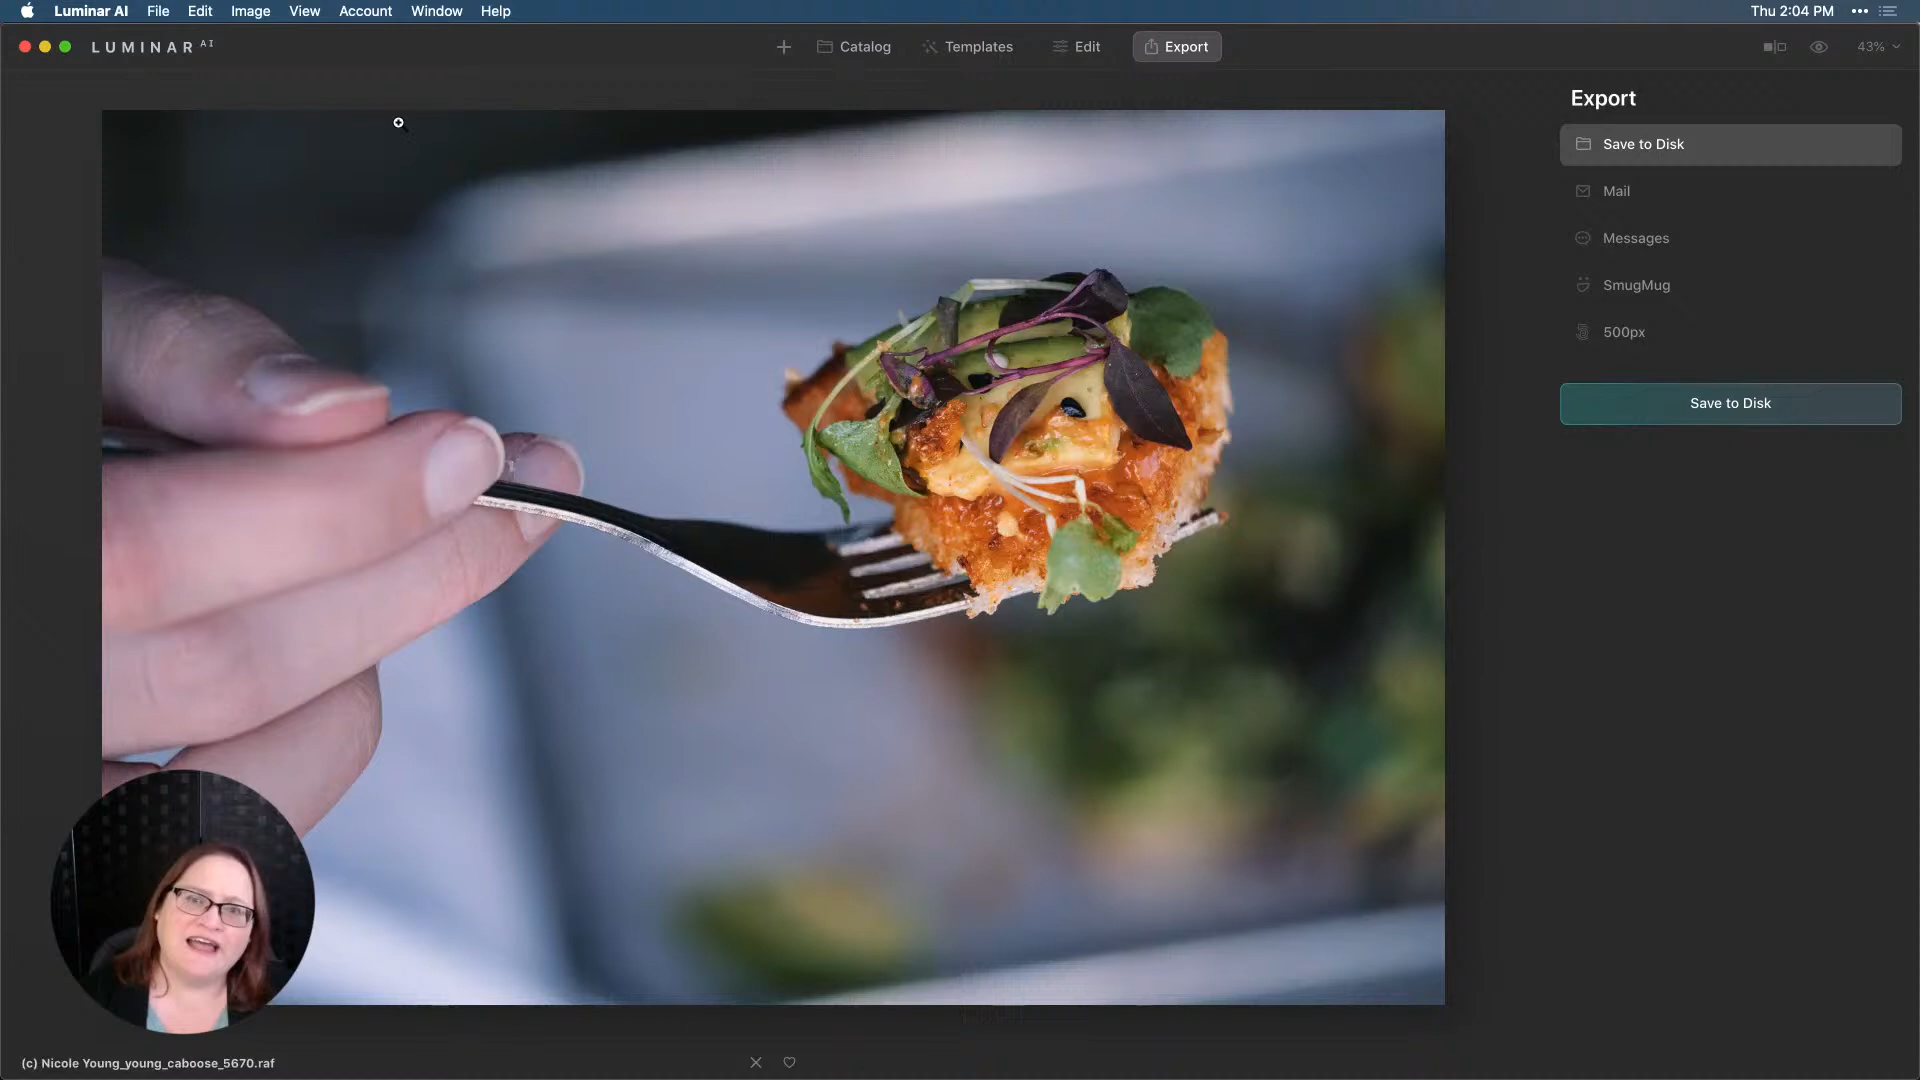 Luminar AI File Edit Image View Account Window Help Thu 2:04 PM
LUMINAR AI Catalog Templates Edit Export 43%
Export
Save to Disk
Mail
Messages
SmugMug
500px
Save to Disk
(c) Nicole Young_young_caboose_5670.raf